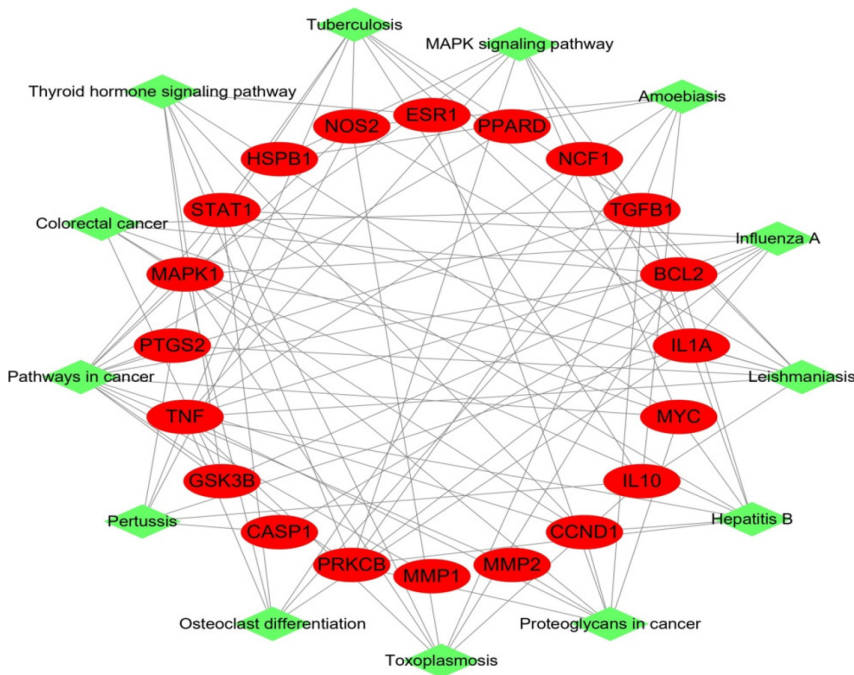 Tuberculosis
MAPK signaling pathway
Thyroid hormone signaling pathway
Amoebiasis
ESR1
NOS2
PPARD
HSPB1
NCF1
STAT1
TGFB1
Colorectal cancer
Influenza A
MAPK1
BCL2
PTGS2
IL1A
Pathways in cancer
Leishmaniasis
TNF
MYC
GSK3B
IL10
Pertussis
Hepatitis B
CASP1
CCND1
PRKCB
MMP2
MMP1
Osteoclast differentiation
Proteoglycans in cancer
Toxoplasmosis